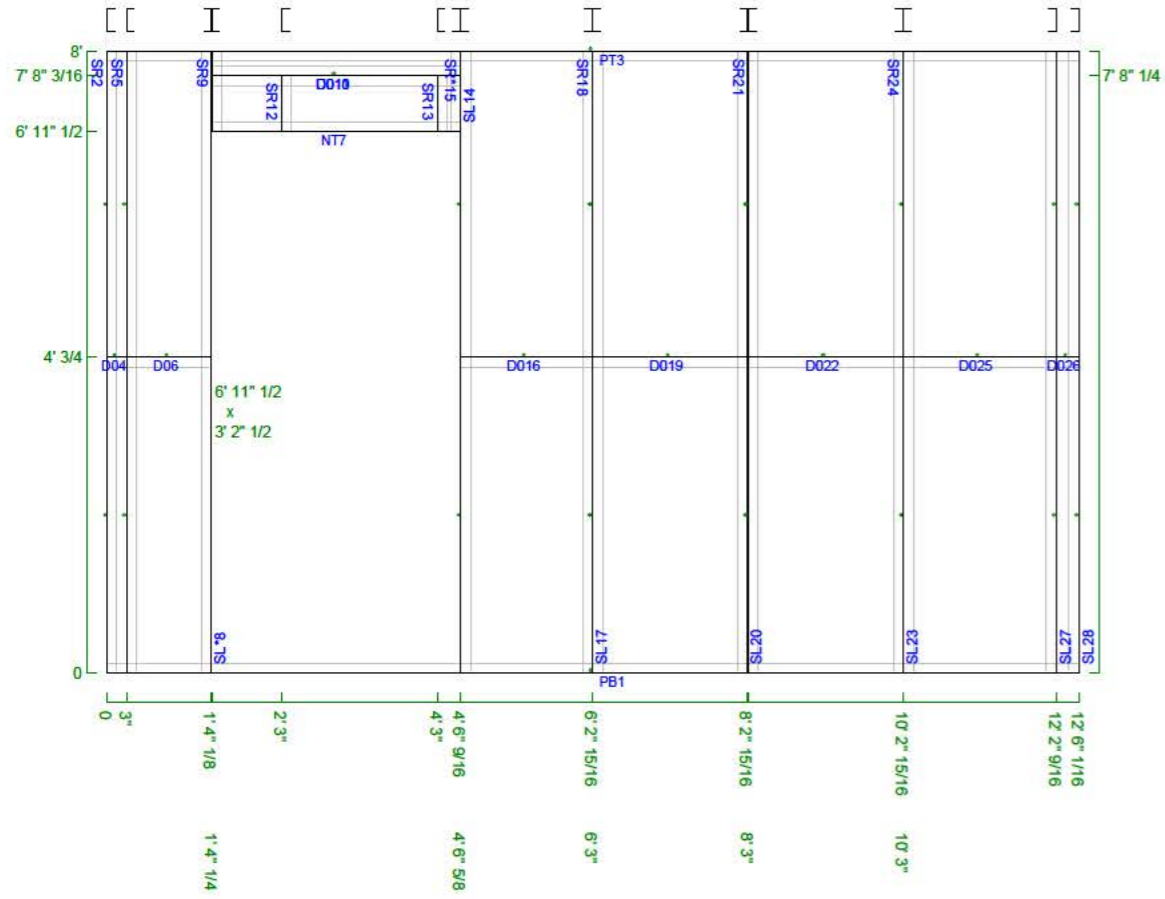 8'
7' 8" 3/16
6' 11" 1/2
4' 3/4
0
7' 8" 1/4
SR2
SR5
SR9
SR12
SR13
SL14
SR18
SR21
SR24
PT3
NT7
D04
D06
D016
D019
D022
D025
D026
6' 11" 1/2
x
3' 2" 1/2
SL*8
SL17
SL20
SL23
SL27
SL28
PB1
0
3"
1' 4" 1/8
2' 3"
4' 3"
4' 6" 9/16
6' 2" 15/16
8' 2" 15/16
10' 2" 15/16
12' 2" 9/16
12' 6" 1/16
1' 4" 1/4
4' 6" 5/8
6' 3"
8' 3"
10' 3"